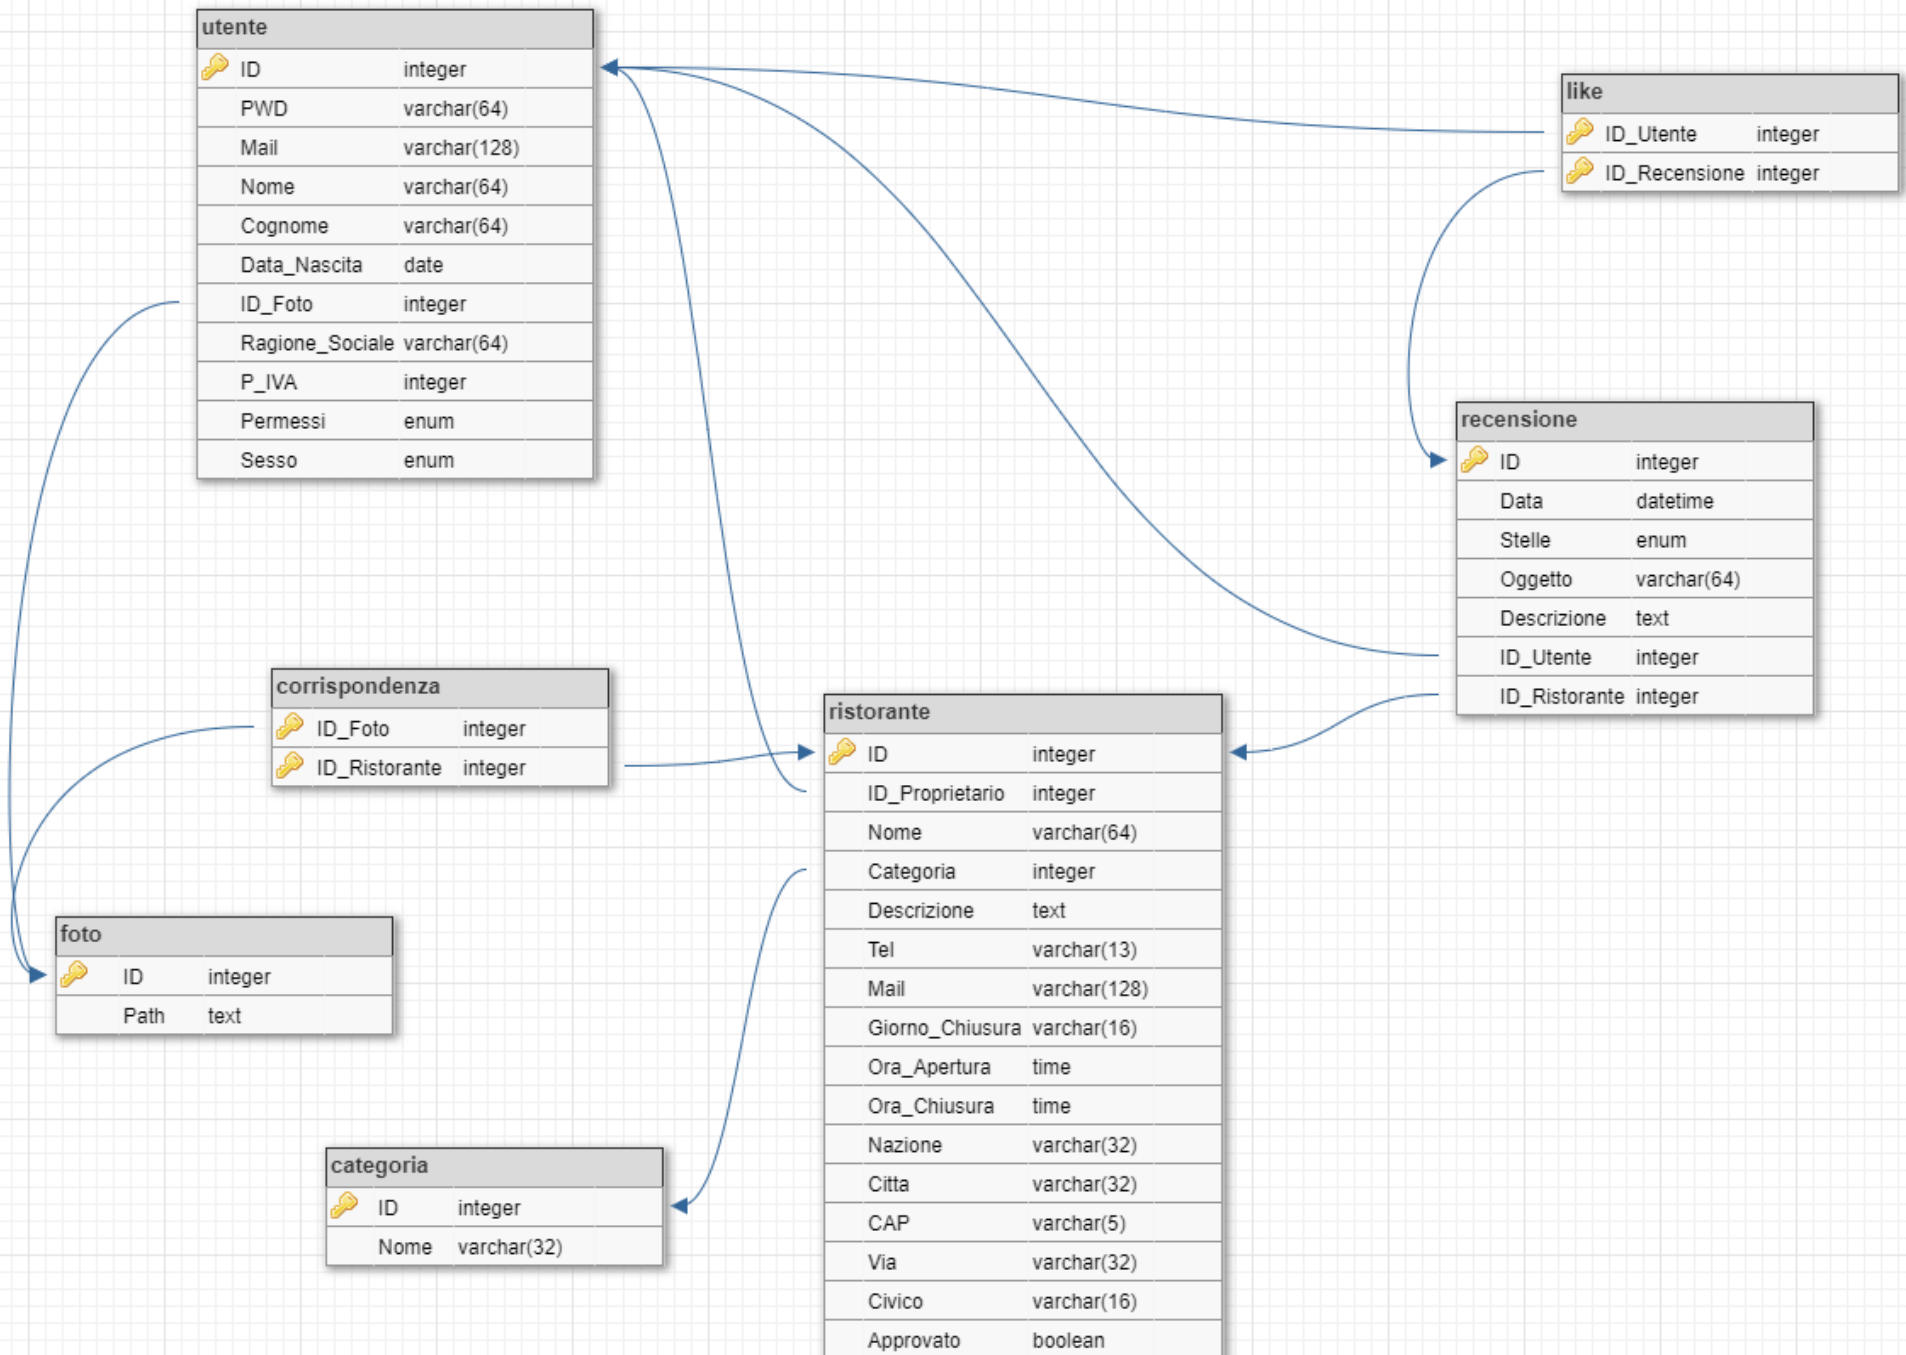 utente
ID integer
PWD varchar(64)
Mail varchar(128)
Nome varchar(64)
Cognome varchar(64)
Data_Nascita date
ID_Foto integer
Ragione_Sociale varchar(64)
P_IVA integer
Permessi enum
Sesso enum
like
ID_Utente integer
ID_Recensione integer
recensione
ID integer
Data datetime
Stelle enum
Oggetto varchar(64)
Descrizione text
ID_Utente integer
ID_Ristorante integer
corrispondenza
ID_Foto integer
ID_Ristorante integer
ristorante
ID integer
ID_Proprietario integer
Nome varchar(64)
Categoria integer
Descrizione text
Tel varchar(13)
Mail varchar(128)
Giorno_Chiusura varchar(16)
Ora_Apertura time
Ora_Chiusura time
Nazione varchar(32)
Citta varchar(32)
CAP varchar(5)
Via varchar(32)
Civico varchar(16)
Approvato boolean
foto
ID integer
Path text
categoria
ID integer
Nome varchar(32)